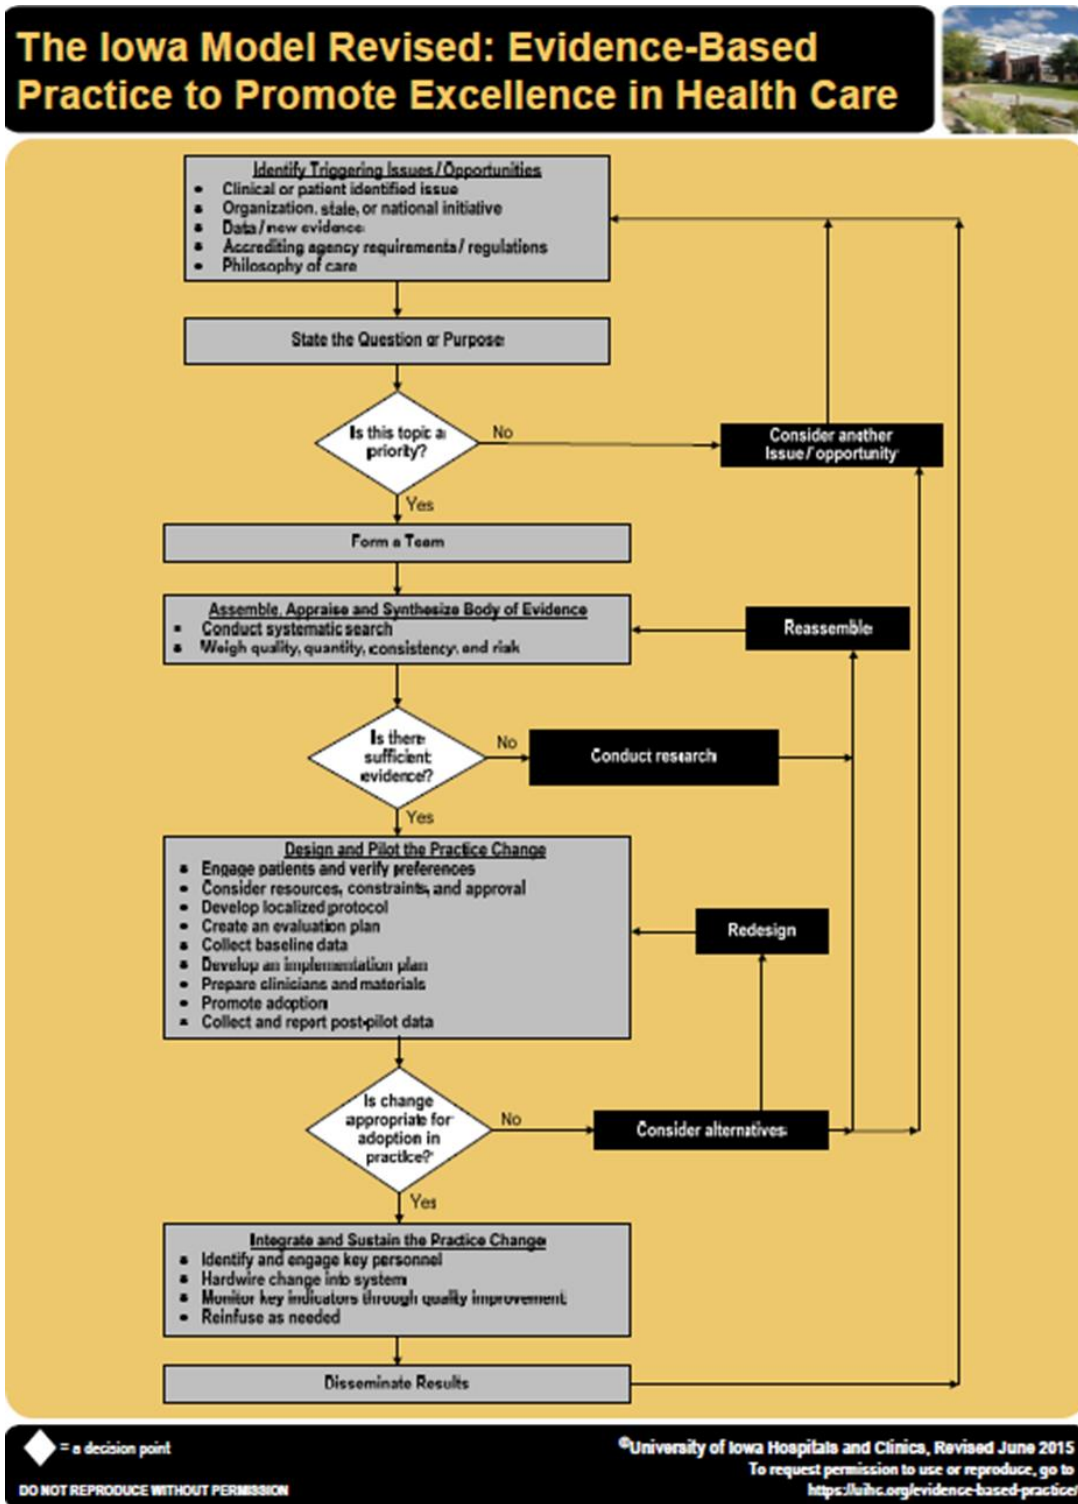 The Iowa Model Revised: Evidence-Based
Practice to Promote Excellence in Health Care
Identify Triggering Issues / Opportunities
• Clinical or patient identified issue
• Organization, state, or national initiative
• Data / new evidence
• Accrediting agency requirements / regulations
• Philosophy of care
State the Question or Purpose
Is this topic a
priority?
No
Consider another
Issue / opportunity
Yes
Form a Team
Assemble, Appraise and Synthesize Body of Evidence
• Conduct systematic search
• Weigh quality, quantity, consistency, and risk
Reassemble
Is there
sufficient
evidence?
No
Conduct research
Yes
Design and Pilot the Practice Change
• Engage patients and verify preferences
• Consider resources, constraints, and approval
• Develop localized protocol
• Create an evaluation plan
• Collect baseline data
• Develop an implementation plan
• Prepare clinicians and materials
• Promote adoption
• Collect and report post-pilot data
Redesign
Is change
appropriate for
adoption in
practice?
No
Consider alternatives
Yes
Integrate and Sustain the Practice Change
• Identify and engage key personnel
• Hardwire change into system
• Monitor key indicators through quality improvement
• Reinfuse as needed
Disseminate Results
= a decision point
DO NOT REPRODUCE WITHOUT PERMISSION
©University of Iowa Hospitals and Clinics, Revised June 2015
To request permission to use or reproduce, go to
https://uihc.org/evidence-based-practice/